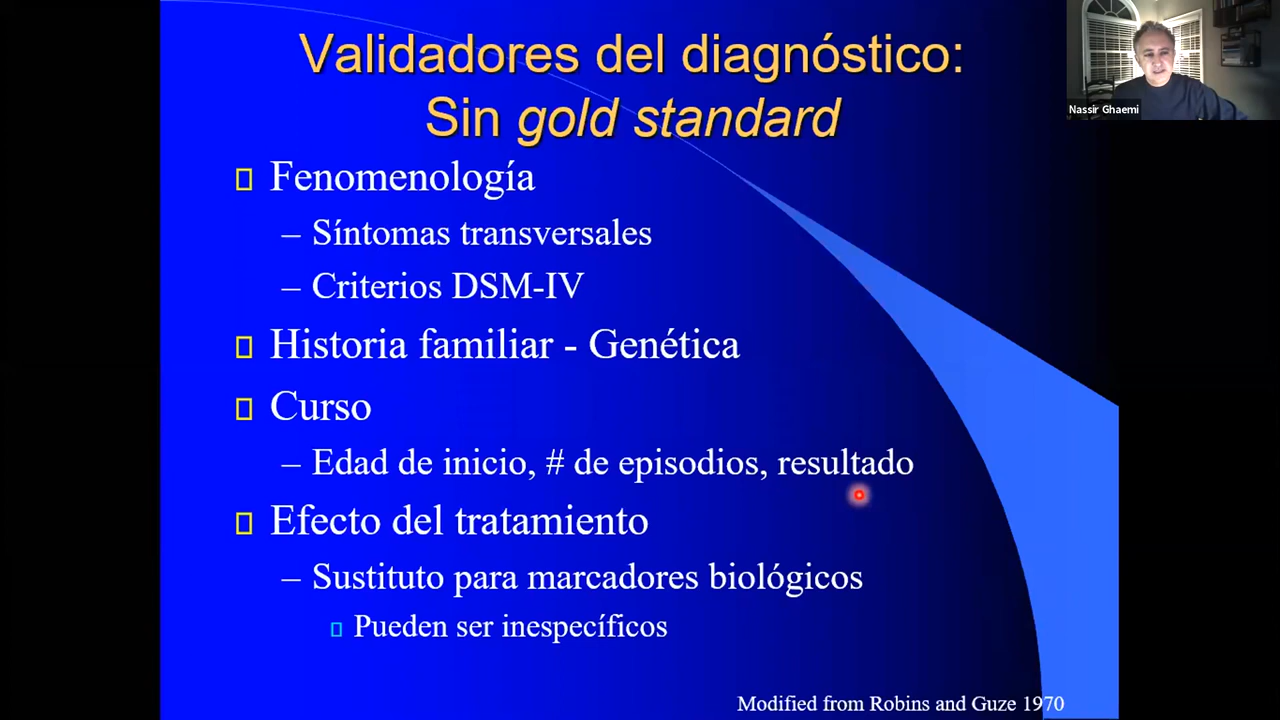 Validadores del diagnóstico:
Sin gold standard
Nassir Ghaemi
Fenomenología
– Síntomas transversales
– Criterios DSM-IV
Historia familiar - Genética
Curso
– Edad de inicio, # de episodios, resultado
Efecto del tratamiento
– Sustituto para marcadores biológicos
Pueden ser inespecíficos
Modified from Robins and Guze 1970